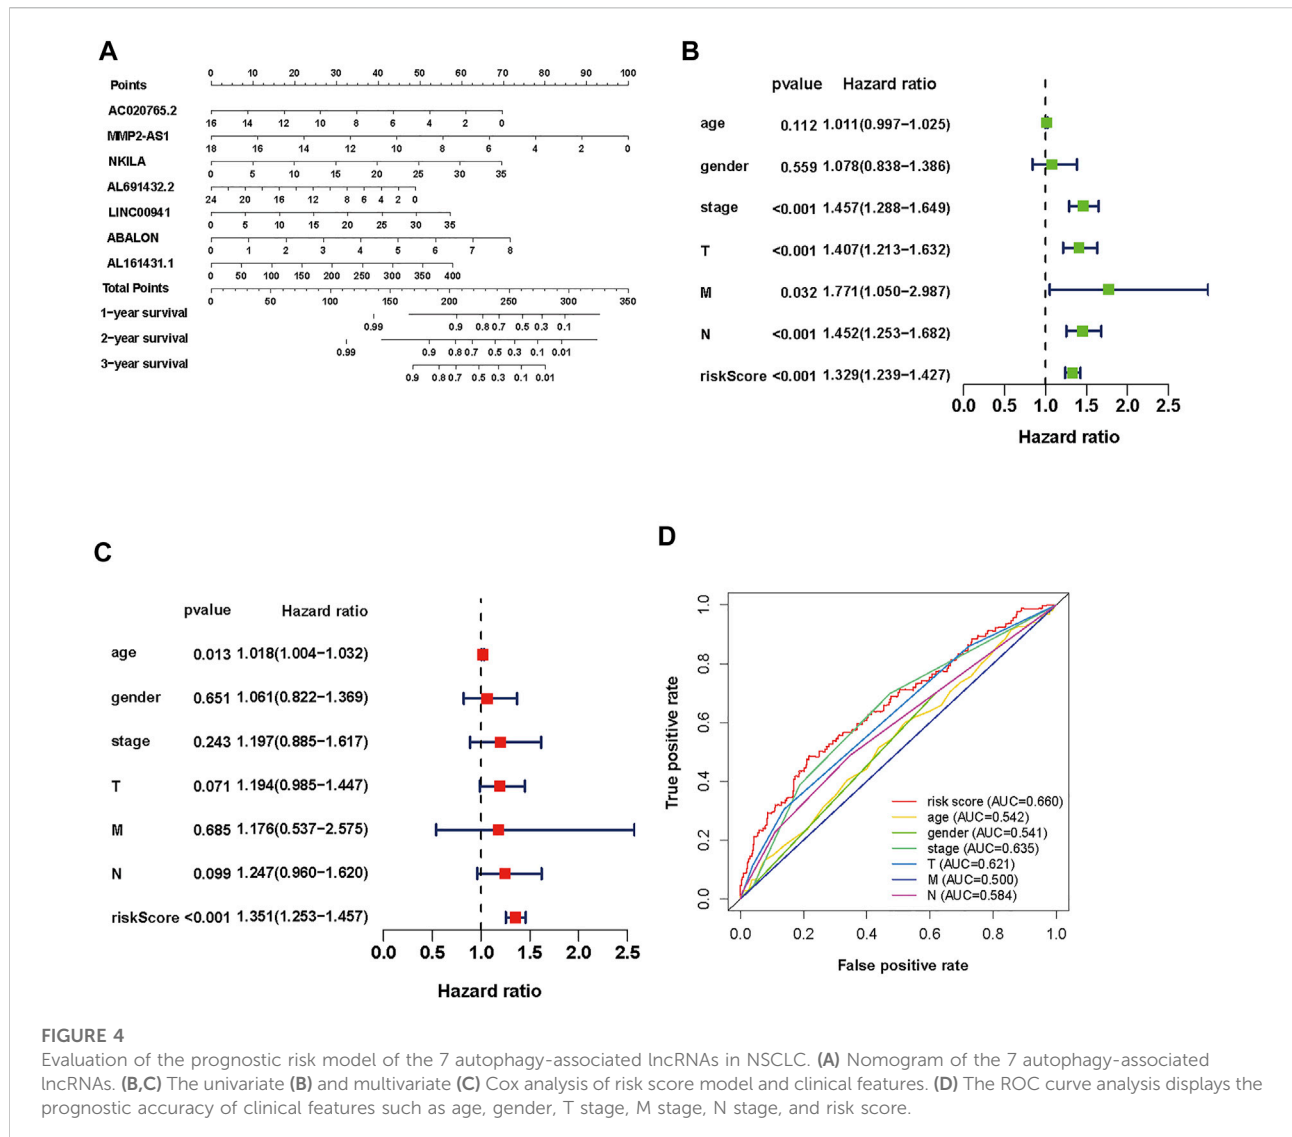 A
Points
0 10 20 30 40 50 60 70 80 90 100
AC020765.2
16 14 12 10 8 6 4 2 0
MMP2-AS1
18 16 14 12 10 8 6 4 2 0
NKILA
0 5 10 15 20 25 30 35
AL691432.2
24 20 16 12 8 6 4 2 0
LINC00941
0 5 10 15 20 25 30 35
ABALON
0 1 2 3 4 5 6 7 8
AL161431.1
0 50 100 150 200 250 300 350 400
Total Points
0 50 100 150 200 250 300 350
1-year survival
0.99 0.9 0.8 0.7 0.5 0.3 0.1
2-year survival
0.99 0.9 0.8 0.7 0.5 0.3 0.1 0.01
3-year survival
0.9 0.8 0.7 0.5 0.3 0.1 0.01
B
pvalue Hazard ratio
age 0.112 1.011(0.997-1.025)
gender 0.559 1.078(0.838-1.386)
stage <0.001 1.457(1.288-1.649)
T <0.001 1.407(1.213-1.632)
M 0.032 1.771(1.050-2.987)
N <0.001 1.452(1.253-1.682)
riskScore <0.001 1.329(1.239-1.427)
0.0 0.5 1.0 1.5 2.0 2.5
Hazard ratio
C
pvalue Hazard ratio
age 0.013 1.018(1.004-1.032)
gender 0.651 1.061(0.822-1.369)
stage 0.243 1.197(0.885-1.617)
T 0.071 1.194(0.985-1.447)
M 0.685 1.176(0.537-2.575)
N 0.099 1.247(0.960-1.620)
riskScore <0.001 1.351(1.253-1.457)
0.0 0.5 1.0 1.5 2.0 2.5
Hazard ratio
D
True positive rate
1.0
0.8
0.6
0.4
0.2
0.0
risk score (AUC=0.660)
age (AUC=0.542)
gender (AUC=0.541)
stage (AUC=0.635)
T (AUC=0.621)
M (AUC=0.500)
N (AUC=0.584)
0.0 0.2 0.4 0.6 0.8 1.0
False positive rate
FIGURE 4
Evaluation of the prognostic risk model of the 7 autophagy-associated lncRNAs in NSCLC. (A) Nomogram of the 7 autophagy-associated
lncRNAs. (B,C) The univariate (B) and multivariate (C) Cox analysis of risk score model and clinical features. (D) The ROC curve analysis displays the
prognostic accuracy of clinical features such as age, gender, T stage, M stage, N stage, and risk score.